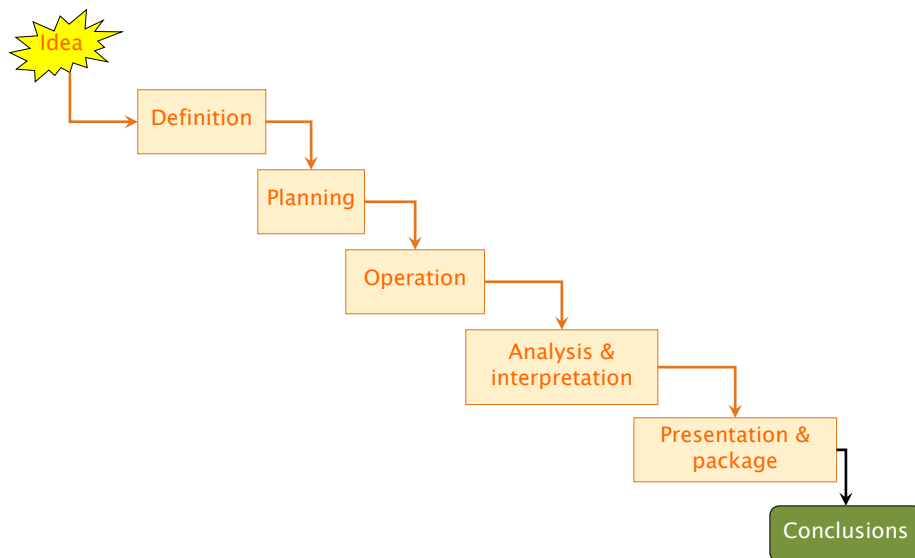 Idea
Definition
Planning
Operation
Analysis &
interpretation
Presentation &
package
Conclusions